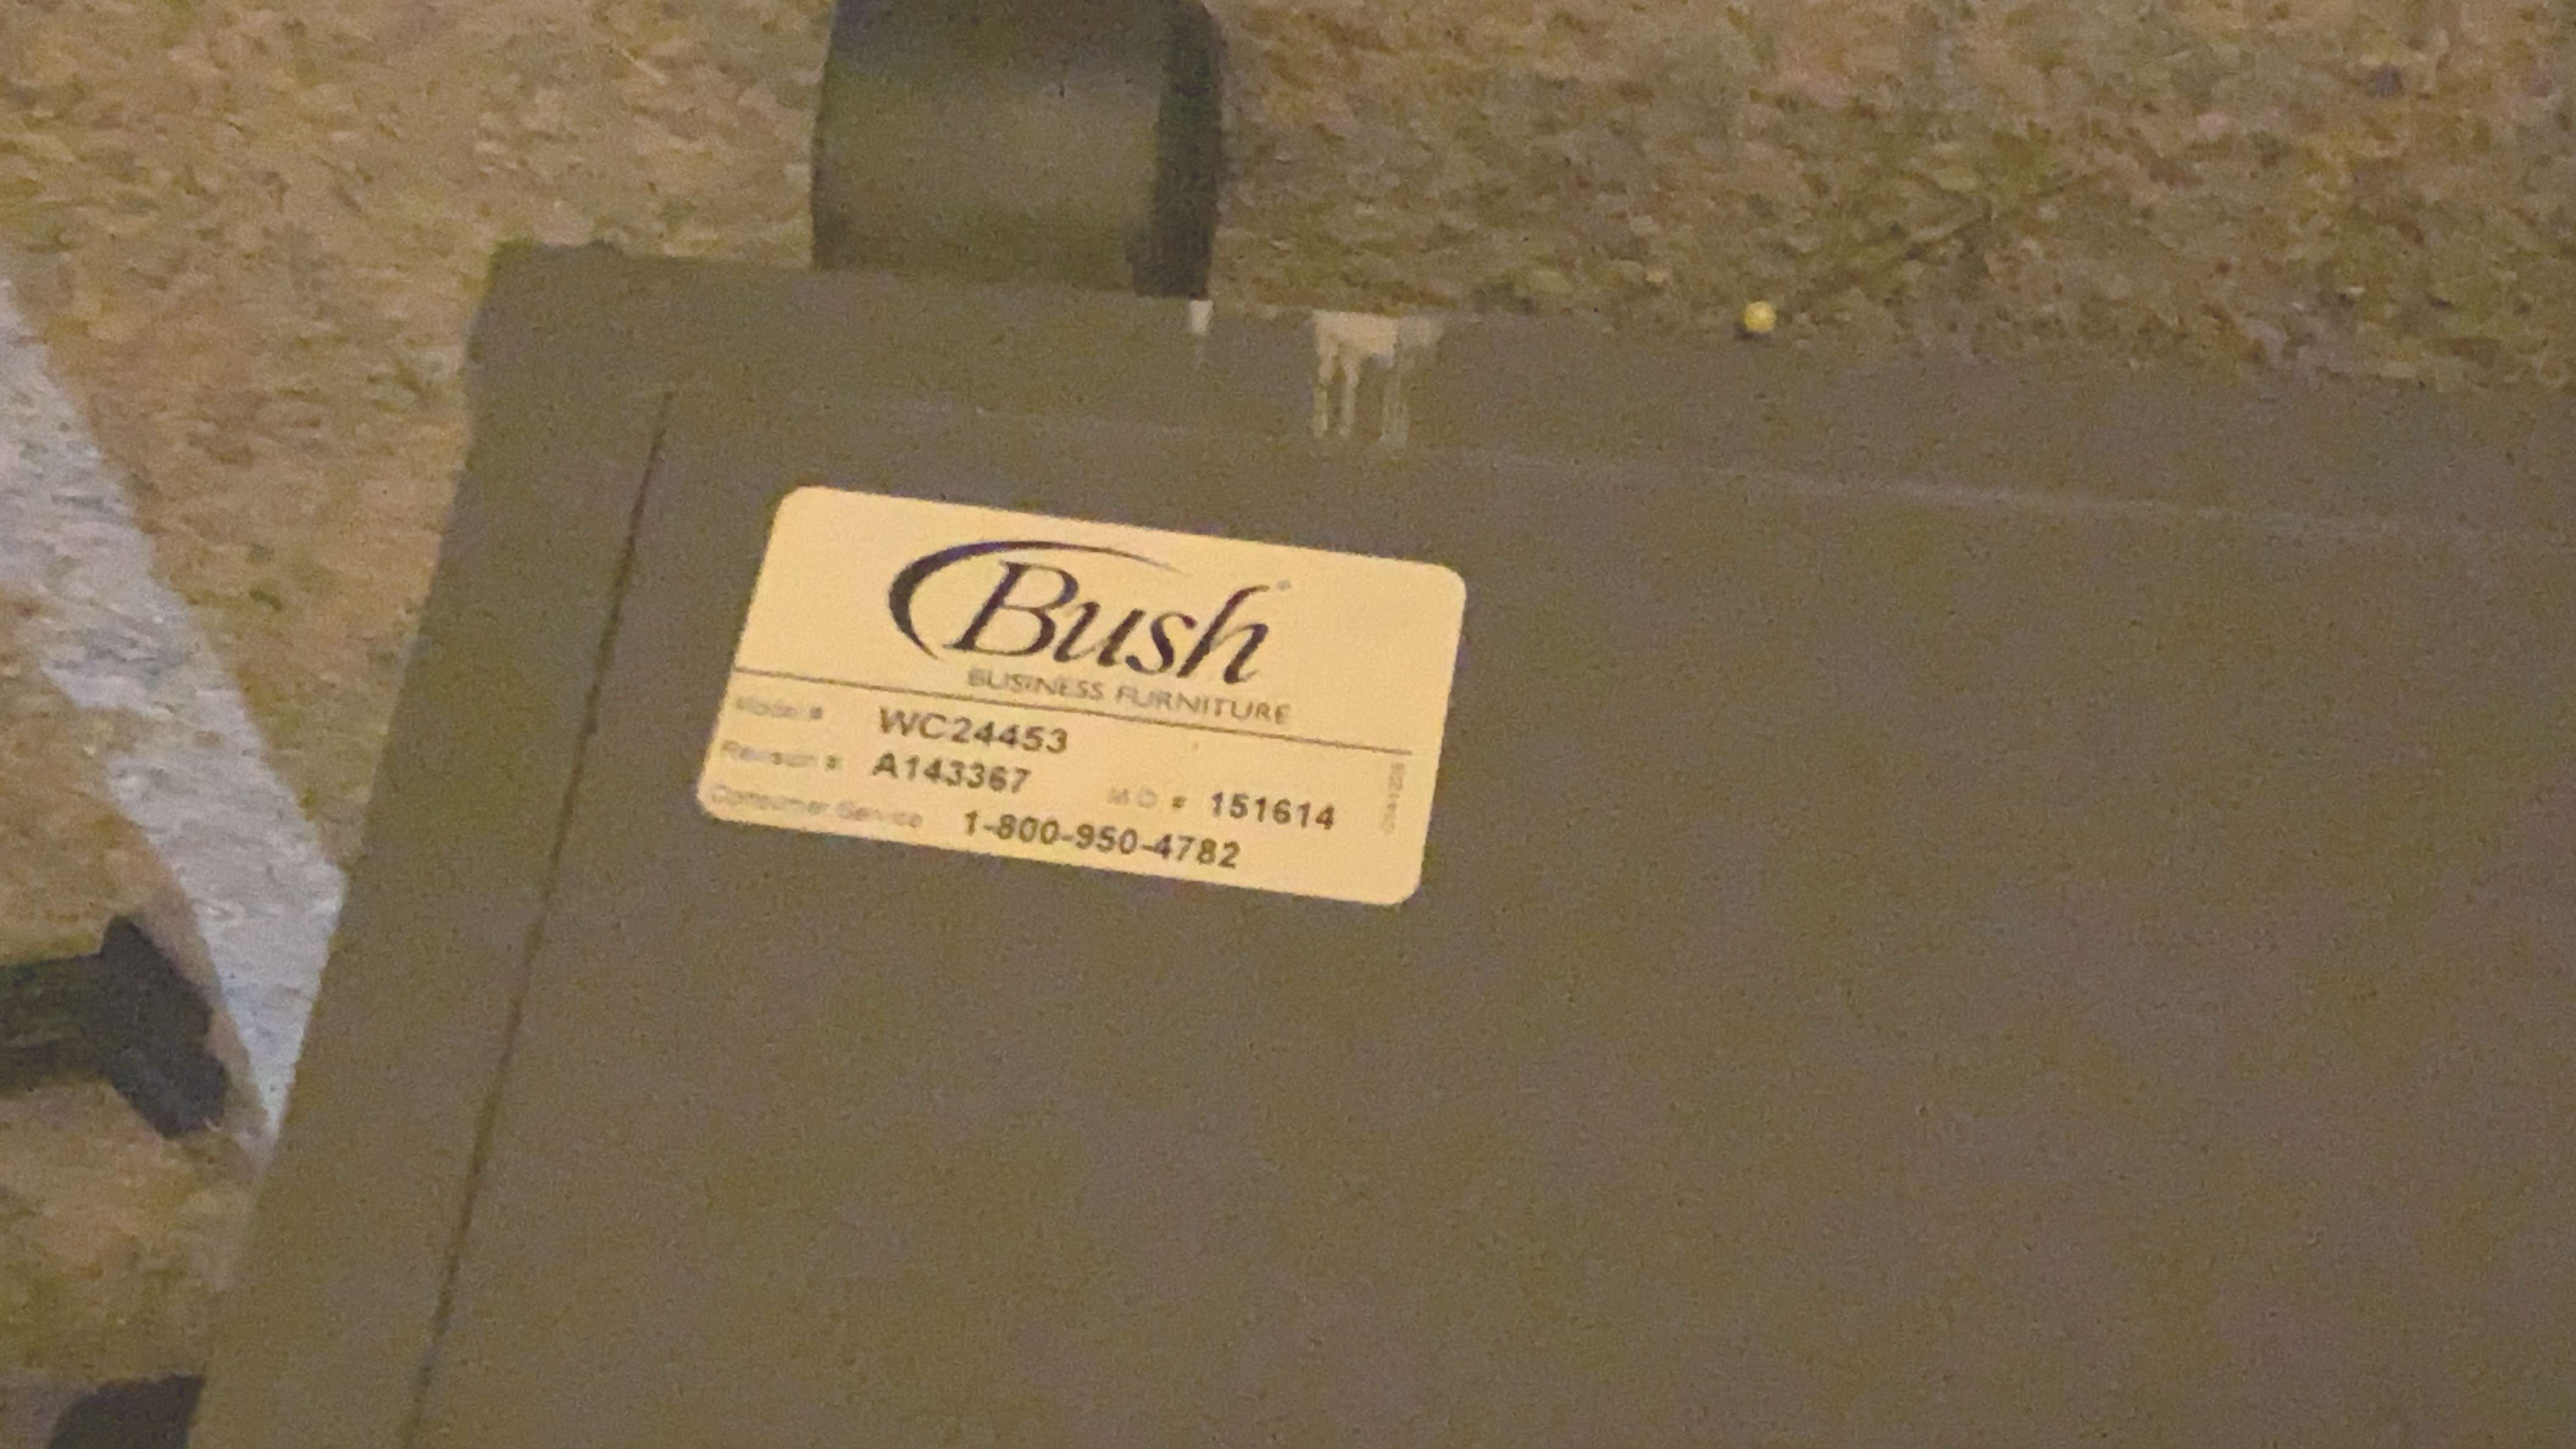 Bush®
BUSINESS FURNITURE
Model # WC24453
Revision #: A143367 M O # 151614
Consumer Service 1-800-950-4782